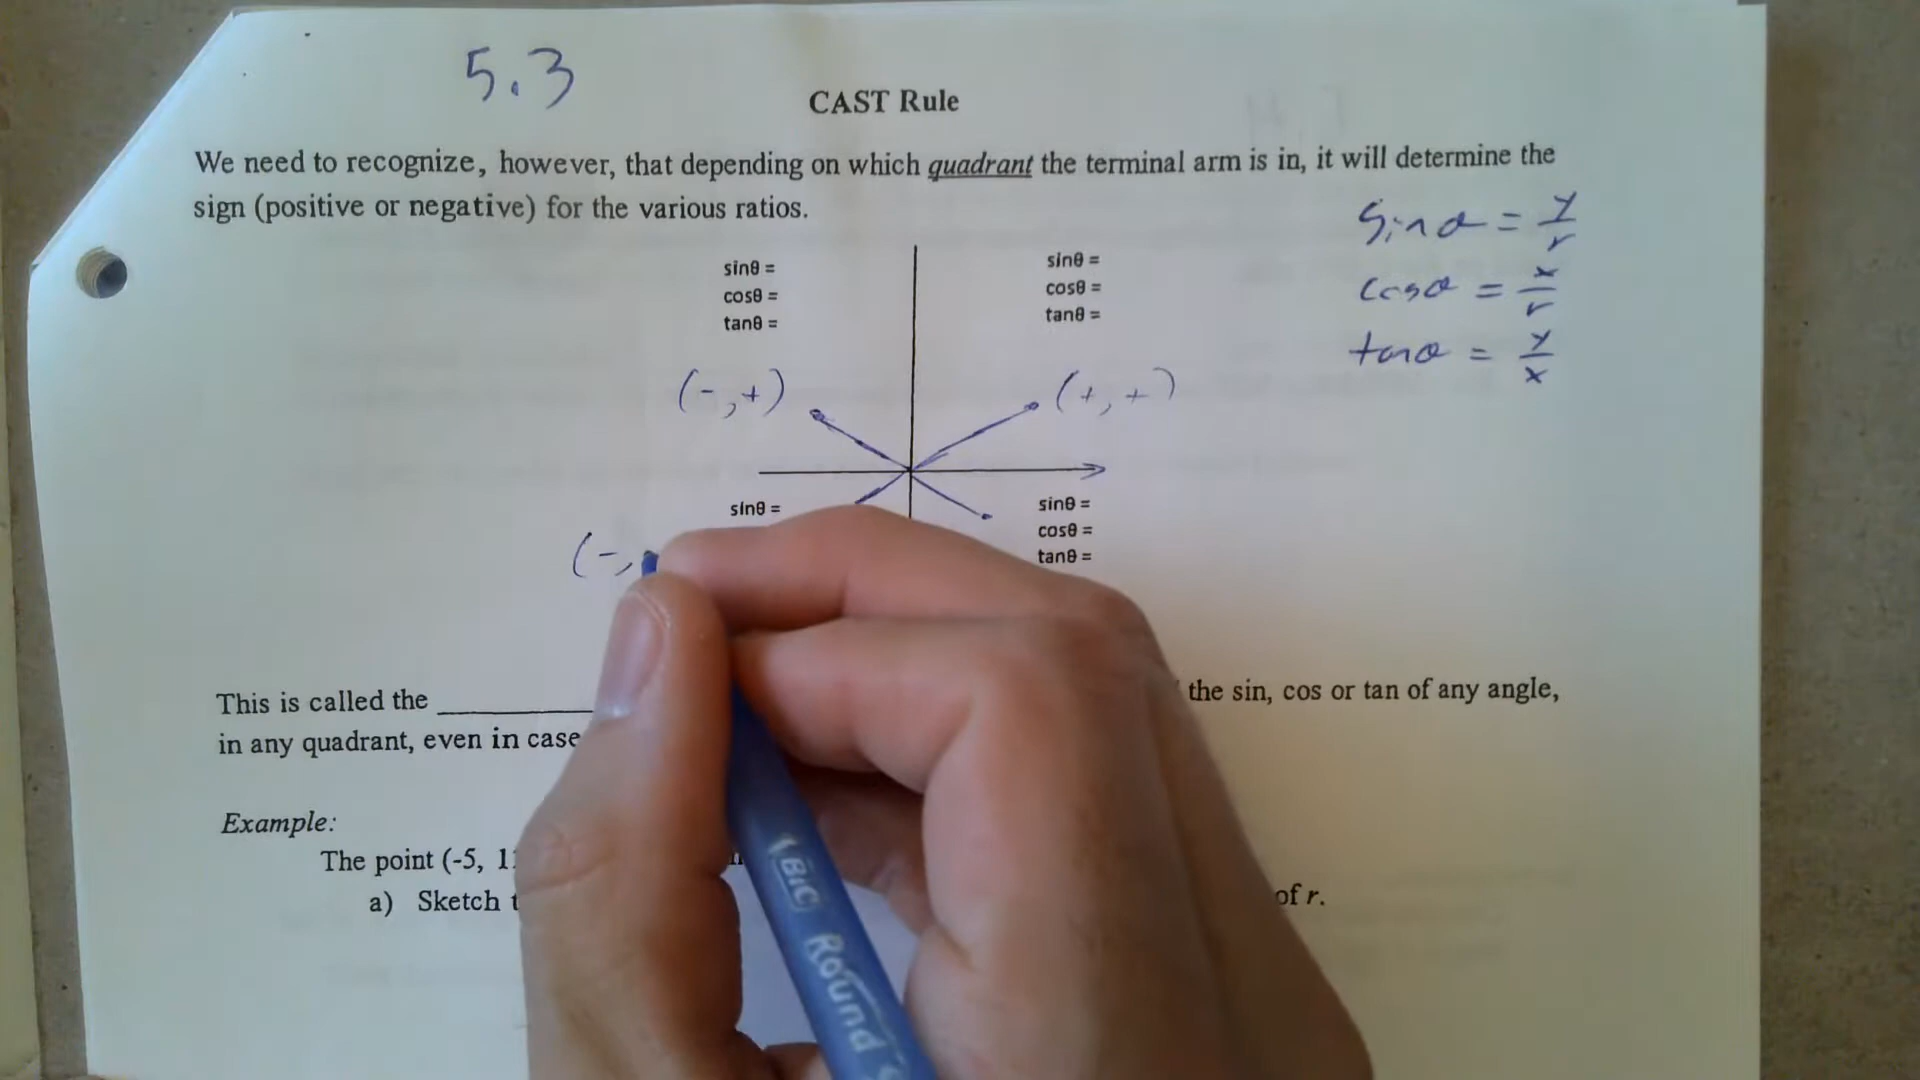 5.3
CAST Rule
We need to recognize, however, that depending on which quadrant the terminal arm is in, it will determine the
sign (positive or negative) for the various ratios.
sinθ = y/r
cosθ = x/r
tanθ = y/x
sinθ =
cosθ =
tanθ =
sinθ =
cosθ =
tanθ =
(-,+)
(+,+)
sinθ =
sinθ =
cosθ =
tanθ =
(-,
This is called the __________ the sin, cos or tan of any angle,
in any quadrant, even in case
Example:
The point (-5, 1
a) Sketch of r.
BIC Round